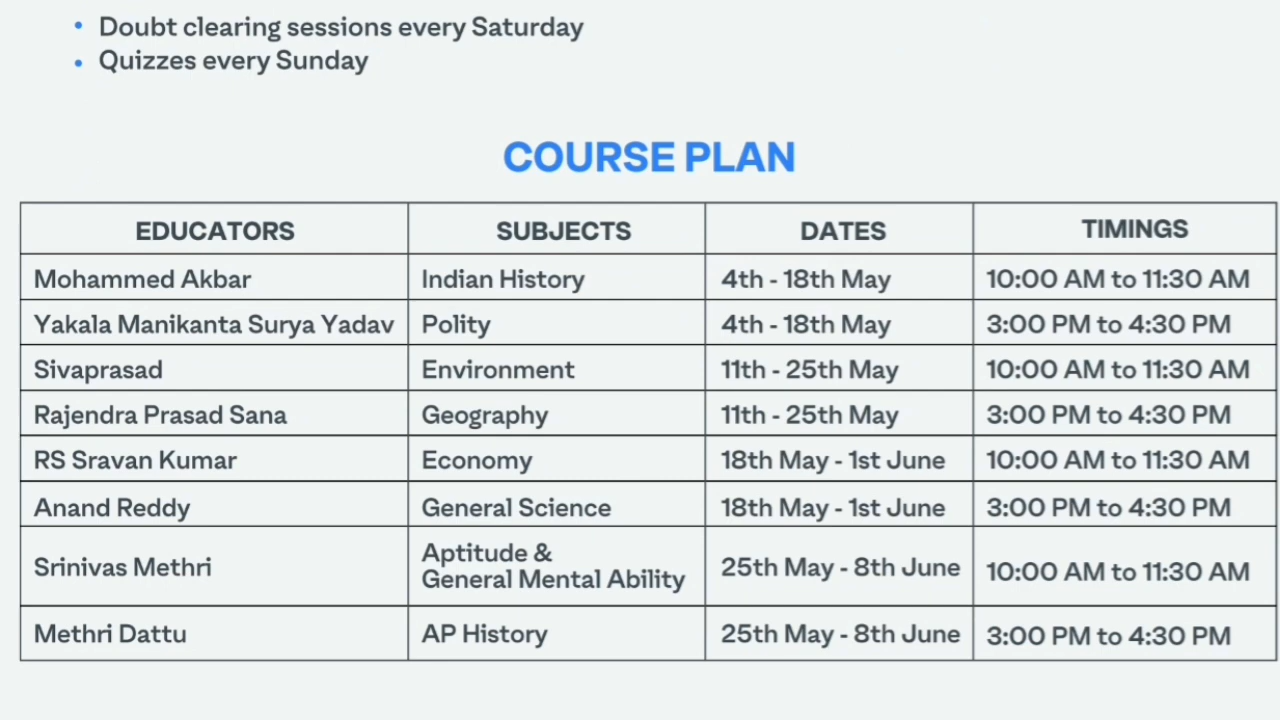 • Doubt clearing sessions every Saturday
• Quizzes every Sunday
COURSE PLAN
EDUCATORS SUBJECTS DATES TIMINGS
Mohammed Akbar Indian History 4th - 18th May 10:00 AM to 11:30 AM
Yakala Manikanta Surya Yadav Polity 4th - 18th May 3:00 PM to 4:30 PM
Sivaprasad Environment 11th - 25th May 10:00 AM to 11:30 AM
Rajendra Prasad Sana Geography 11th - 25th May 3:00 PM to 4:30 PM
RS Sravan Kumar Economy 18th May - 1st June 10:00 AM to 11:30 AM
Anand Reddy General Science 18th May - 1st June 3:00 PM to 4:30 PM
Srinivas Methri Aptitude &
General Mental Ability 25th May - 8th June 10:00 AM to 11:30 AM
Methri Dattu AP History 25th May - 8th June 3:00 PM to 4:30 PM